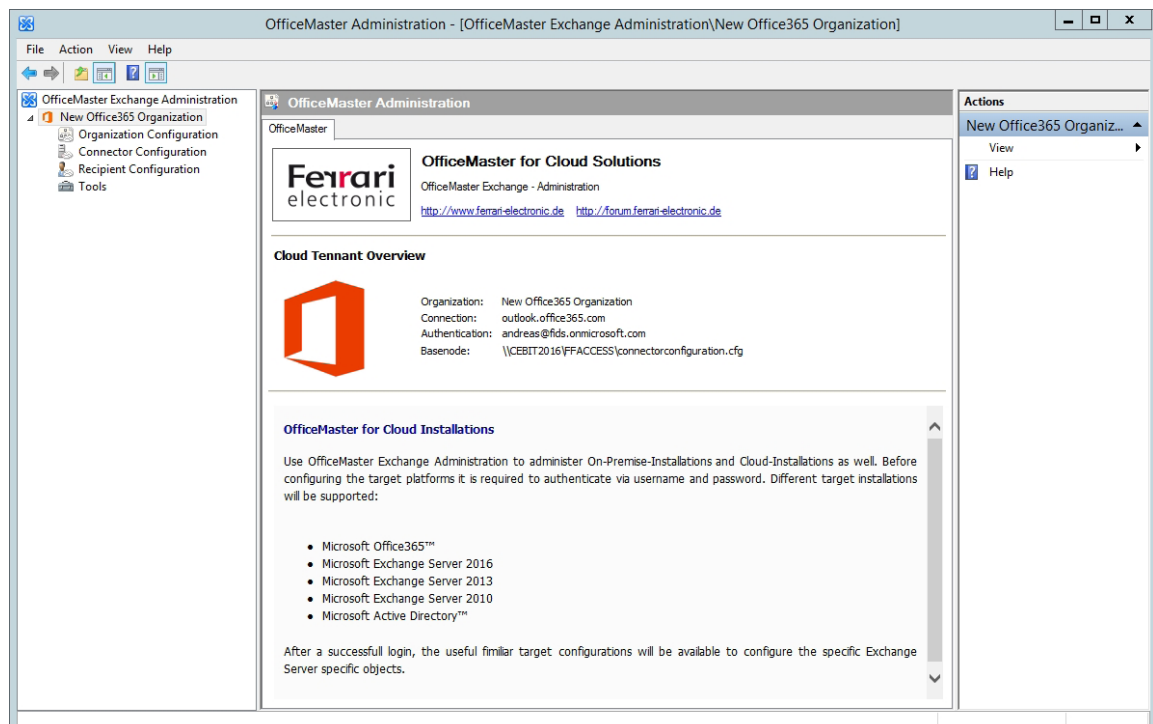 OfficeMaster Administration - [OfficeMaster Exchange Administration\New Office365 Organization]
File Action View Help
OfficeMaster Exchange Administration
New Office365 Organization
Organization Configuration
Connector Configuration
Recipient Configuration
Tools
OfficeMaster Administration
OfficeMaster
Ferrari
electronic
OfficeMaster for Cloud Solutions
OfficeMaster Exchange - Administration
http://www.ferrari-electronic.de http://forum.ferrari-electronic.de
Cloud Tennant Overview
Organization: New Office365 Organization
Connection: outlook.office365.com
Authentication: andreas@fids.onmicrosoft.com
Basenode: \\CEBIT2016\FFACCESS\connectorconfiguration.cfg
OfficeMaster for Cloud Installations
Use OfficeMaster Exchange Administration to administer On-Premise-Installations and Cloud-Installations as well. Before
configuring the target platforms it is required to authenticate via username and password. Different target installations
will be supported:
• Microsoft Office365™
• Microsoft Exchange Server 2016
• Microsoft Exchange Server 2013
• Microsoft Exchange Server 2010
• Microsoft Active Directory™
After a successfull login, the useful fimiliar target configurations will be available to configure the specific Exchange
Server specific objects.
Actions
New Office365 Organiz...
View
Help